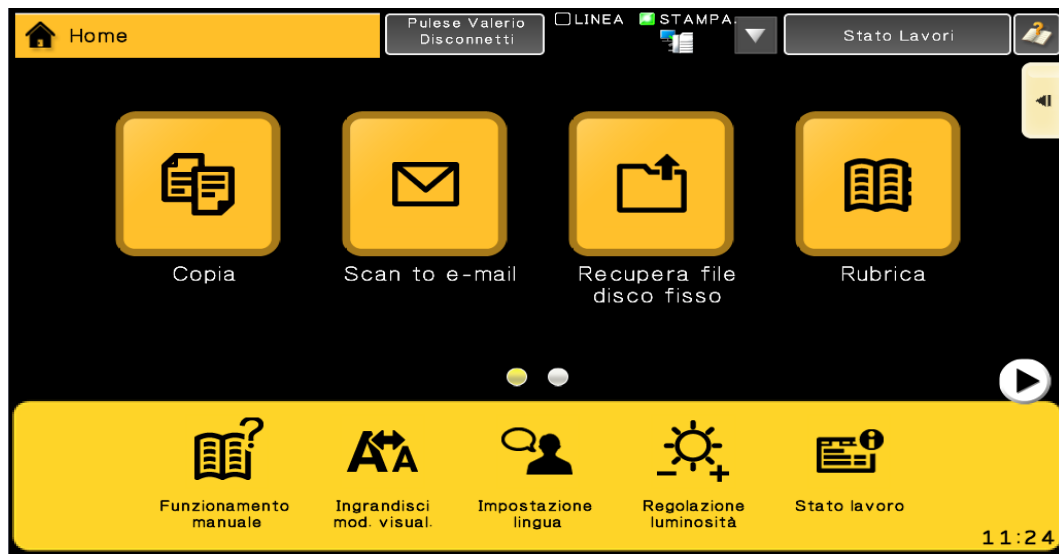 Home
Pulese Valerio
Disconnetti
LINEA
STAMPA.
Stato Lavori
Copia
Scan to e-mail
Recupera file
disco fisso
Rubrica
Funzionamento
manuale
Ingrandisci
mod. visual.
Impostazione
lingua
Regolazione
luminosità
Stato lavoro
11:24